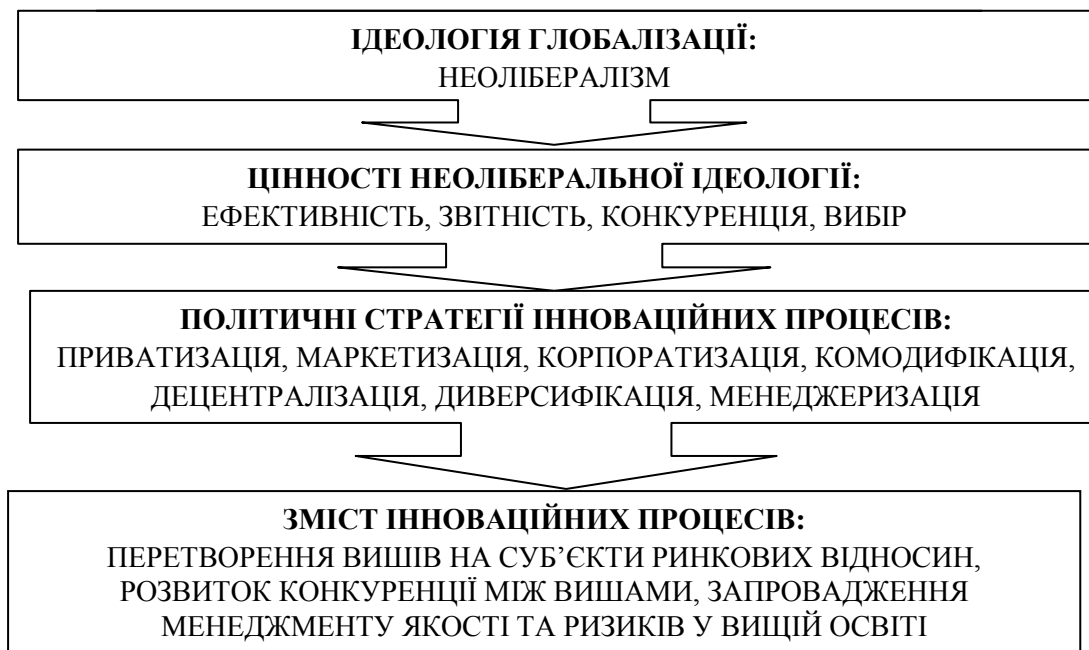 ІДЕОЛОГІЯ ГЛОБАЛІЗАЦІЇ:
НЕОЛІБЕРАЛІЗМ
ЦІННОСТІ НЕОЛІБЕРАЛЬНОЇ ІДЕОЛОГІЇ:
ЕФЕКТИВНІСТЬ, ЗВІТНІСТЬ, КОНКУРЕНЦІЯ, ВИБІР
ПОЛІТИЧНІ СТРАТЕГІЇ ІННОВАЦІЙНИХ ПРОЦЕСІВ:
ПРИВАТИЗАЦІЯ, МАРКЕТИЗАЦІЯ, КОРПОРАТИЗАЦІЯ, КОМОДИФІКАЦІЯ,
ДЕЦЕНТРАЛІЗАЦІЯ, ДИВЕРСИФІКАЦІЯ, МЕНЕДЖЕРИЗАЦІЯ
ЗМІСТ ІННОВАЦІЙНИХ ПРОЦЕСІВ:
ПЕРЕТВОРЕННЯ ВИШІВ НА СУБ’ЄКТИ РИНКОВИХ ВІДНОСИН,
РОЗВИТОК КОНКУРЕНЦІЇ МІЖ ВИШАМИ, ЗАПРОВАДЖЕННЯ
МЕНЕДЖМЕНТУ ЯКОСТІ ТА РИЗИКІВ У ВИЩІЙ ОСВІТІ